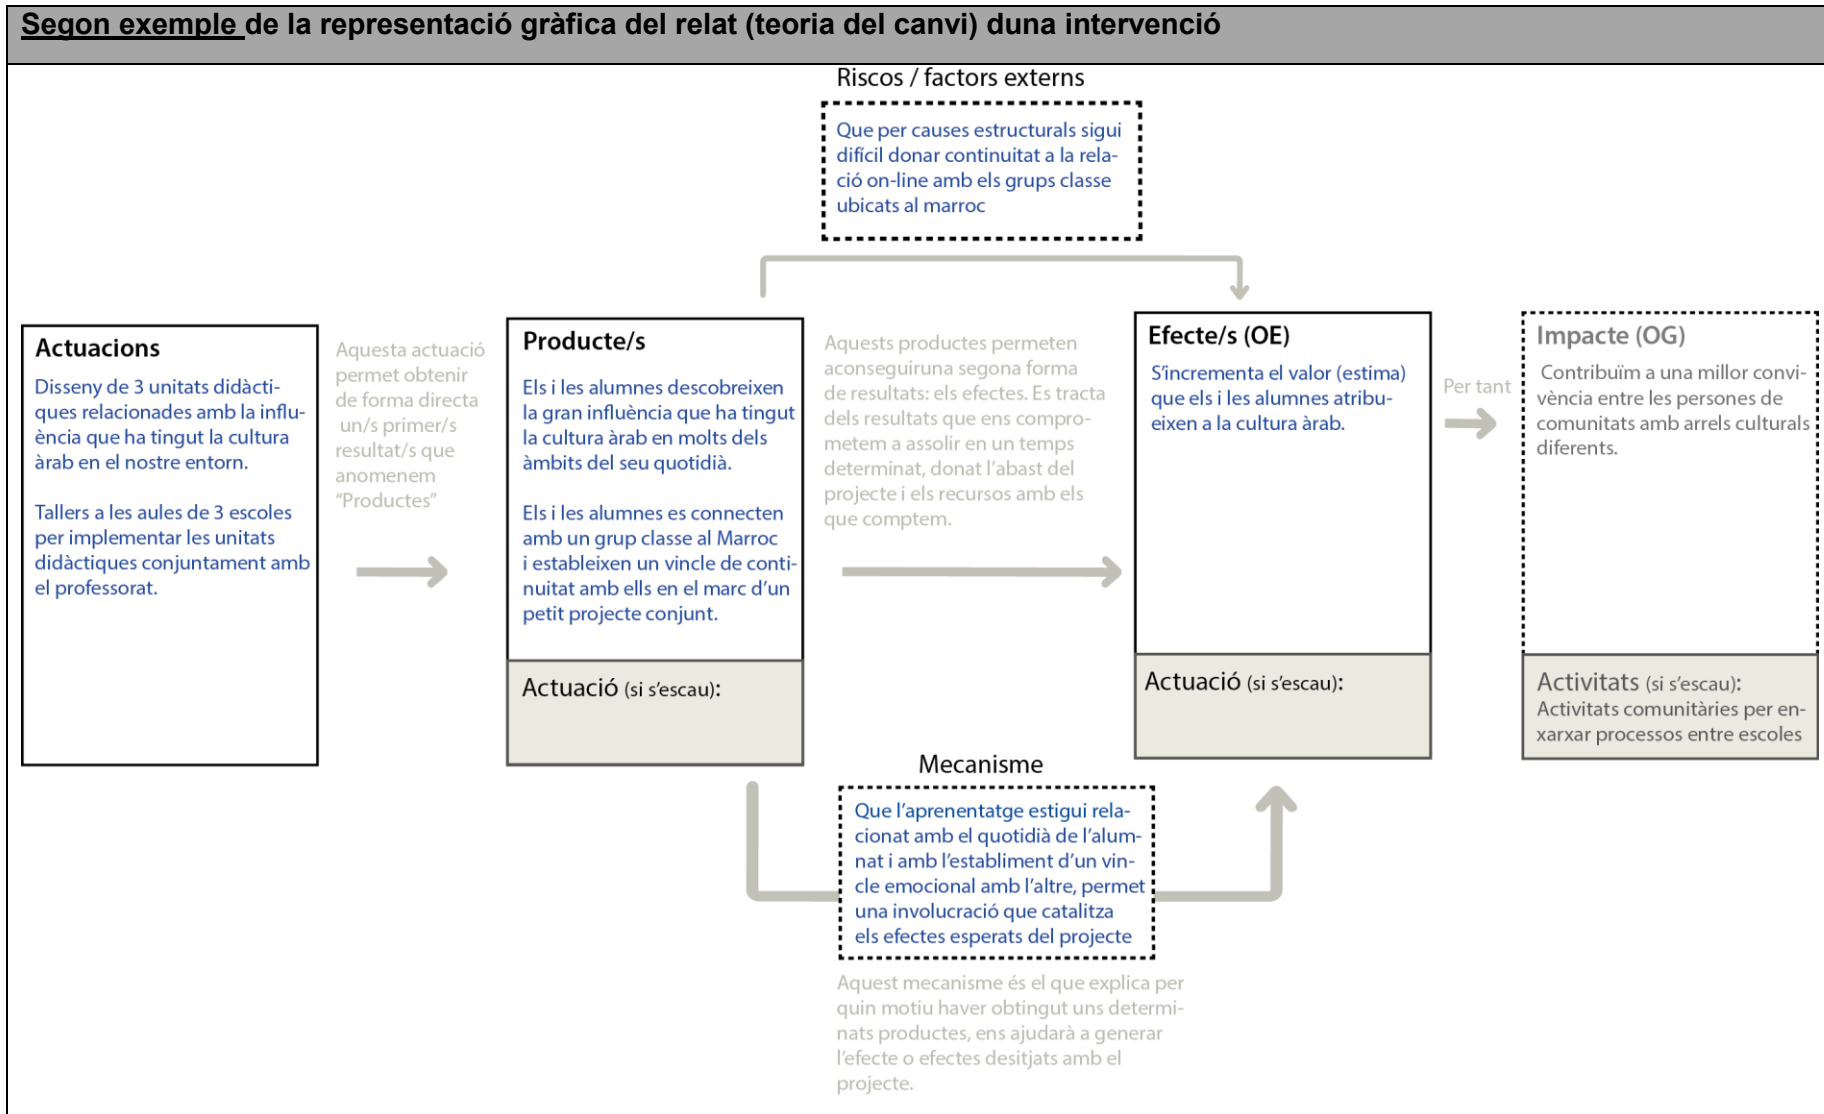 Segon exemple de la representació gràfica del relat (teoria del canvi) duna intervenció
Riscos / factors externs
Que per causes estructurals sigui
difícil donar continuitat a la rela-
ció on-line amb els grups classe
ubicats al marroc
Actuacions
Disseny de 3 unitats didàcti-
ques relacionades amb la influ-
ència que ha tingut la cultura
àrab en el nostre entorn.
Tallers a les aules de 3 escoles
per implementar les unitats
didàctiques conjuntament amb
el professorat.
Aquesta actuació
permet obtenir
de forma directa
un/s primer/s
resultat/s que
anomenem
“Productes”
Producte/s
Els i les alumnes descobreixen
la gran influència que ha tingut
la cultura àrab en molts dels
àmbits del seu quotidià.
Els i les alumnes es connecten
amb un grup classe al Marroc
i estableixen un vincle de conti-
nuitat amb ells en el marc d’un
petit projecte conjunt.
Actuació (si s’escau):
Aquests productes permeten
aconseguiruna segona forma
de resultats: els efectes. Es tracta
dels resultats que ens compro-
metem a assolir en un temps
determinat, donat l’abast del
projecte i els recursos amb els
que comptem.
Efecte/s (OE)
S’incrementa el valor (estima)
que els i les alumnes atribu-
eixen a la cultura àrab.
Actuació (si s’escau):
Per tant
Impacte (OG)
Contribuïm a una millor convi-
vència entre les persones de
comunitats amb arrels culturals
diferents.
Activitats (si s’escau):
Activitats comunitàries per en-
xarxar processos entre escoles
Mecanisme
Que l’aprenentatge estigui rela-
cionat amb el quotidià de l’alum-
nat i amb l’establiment d’un vin-
cle emocional amb l’altre, permet
una involucració que catalitza
els efectes esperats del projecte
Aquest mecanisme és el que explica per
quin motiu haver obtingut uns determi-
nats productes, ens ajudarà a generar
l’efecte o efectes desitjats amb el
projecte.